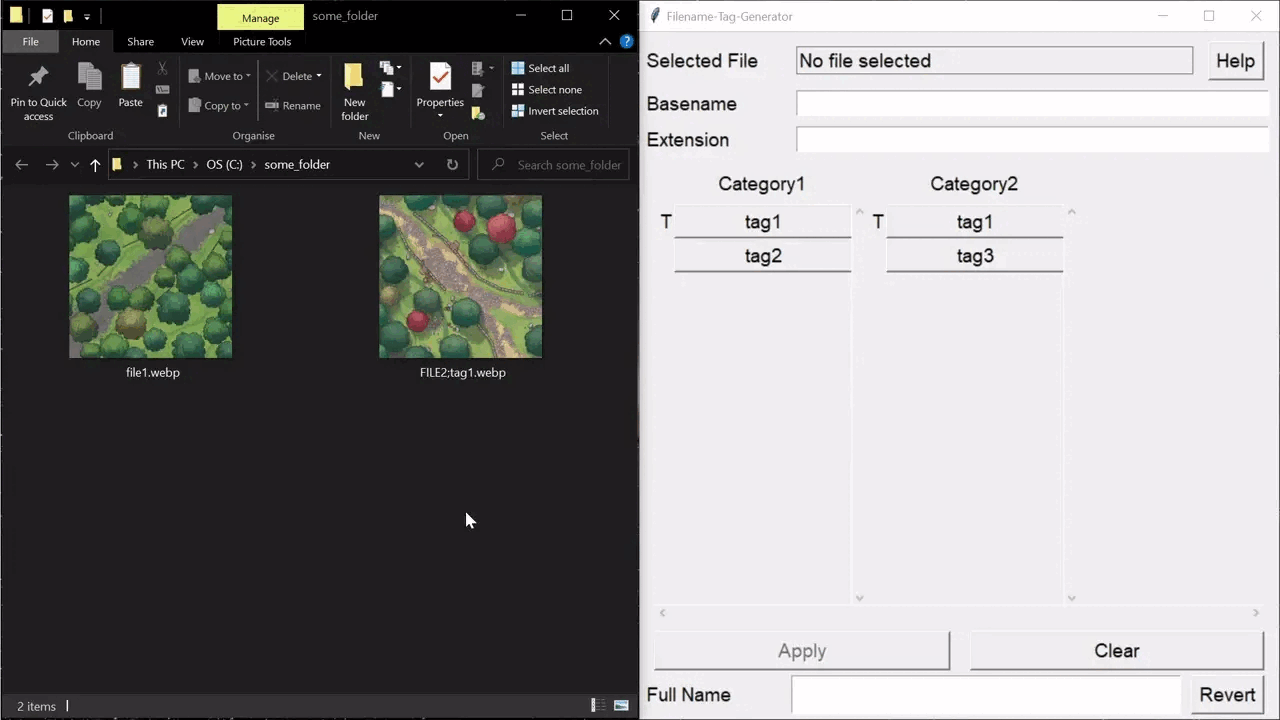 Manage
some_folder
File
Home
Share
View
Picture Tools
Pin to Quick access
Copy
Paste
Clipboard
Move to
Copy to
Delete
Rename
Organise
New folder
New
Properties
Open
Select all
Select none
Invert selection
Select
This PC
OS (C:)
some_folder
Search some_folder
file1.webp
FILE2;tag1.webp
2 items
Filename-Tag-Generator
Selected File
No file selected
Help
Basename
Extension
Category1
Category2
T
tag1
T
tag1
tag2
tag3
Apply
Clear
Full Name
Revert